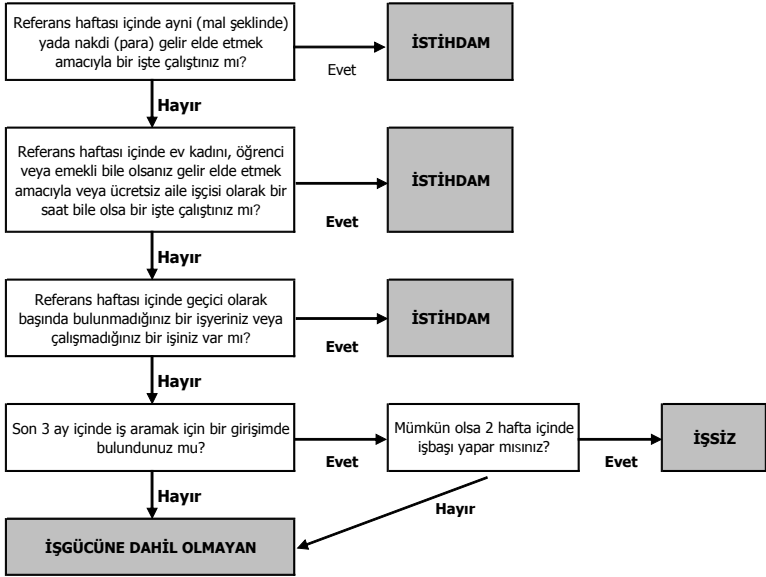 Referans haftası içinde ayni (mal şeklinde)
yada nakdi (para) gelir elde etmek
amacıyla bir işte çalıştınız mı?
Evet
İSTİHDAM
Hayır
Referans haftası içinde ev kadını, öğrenci
veya emekli bile olsanız gelir elde etmek
amacıyla veya ücretsiz aile işçisi olarak bir
saat bile olsa bir işte çalıştınız mı?
Evet
İSTİHDAM
Hayır
Referans haftası içinde geçici olarak
başında bulunmadığınız bir işyeriniz veya
çalışmadığınız bir işiniz var mı?
Evet
İSTİHDAM
Hayır
Son 3 ay içinde iş aramak için bir girişimde
bulundunuz mu?
Evet
Mümkün olsa 2 hafta içinde
işbaşı yapar mısınız?
Evet
İŞSİZ
Hayır
Hayır
İŞGÜCÜNE DAHİL OLMAYAN